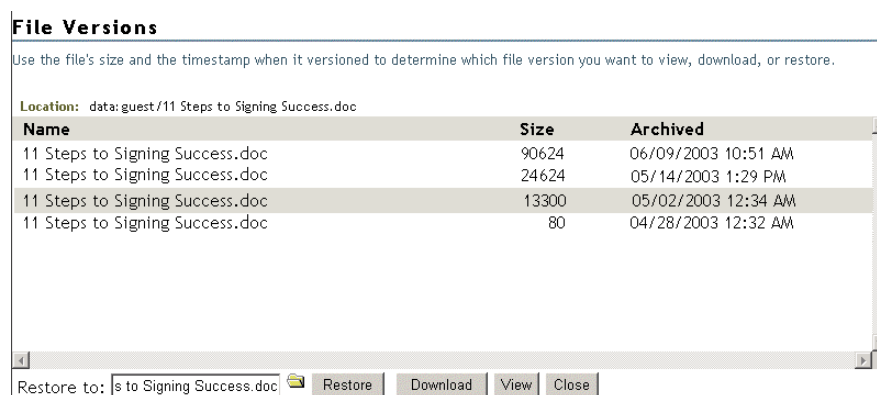 File Versions
Use the file's size and the timestamp when it versioned to determine which file version you want to view, download, or restore.
Location: data:guest/11 Steps to Signing Success.doc
Name Size Archived
11 Steps to Signing Success.doc 90624 06/09/2003 10:51 AM
11 Steps to Signing Success.doc 24624 05/14/2003 1:29 PM
11 Steps to Signing Success.doc 13300 05/02/2003 12:34 AM
11 Steps to Signing Success.doc 80 04/28/2003 12:32 AM
Restore to: s to Signing Success.doc Restore Download View Close